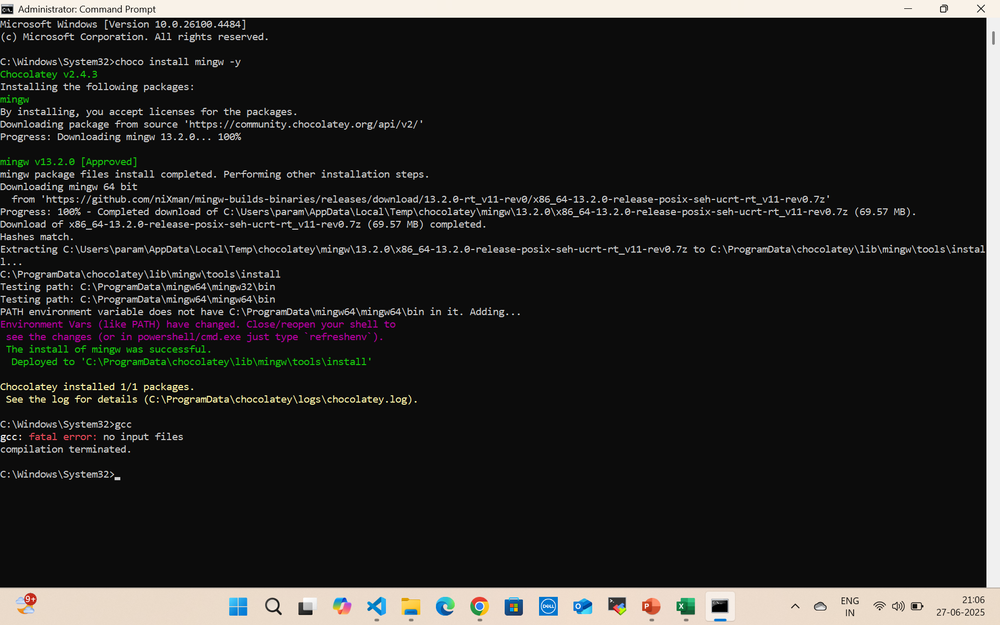 Administrator: Command Prompt
Microsoft Windows [Version 10.0.26100.4484]
(c) Microsoft Corporation. All rights reserved.
C:\Windows\System32>choco install mingw -y
Chocolatey v2.4.3
Installing the following packages:
mingw
By installing, you accept licenses for the packages.
Downloading package from source 'https://community.chocolatey.org/api/v2/'
Progress: Downloading mingw 13.2.0... 100%
mingw v13.2.0 [Approved]
mingw package files install completed. Performing other installation steps.
Downloading mingw 64 bit
from 'https://github.com/niXman/mingw-builds-binaries/releases/download/13.2.0-rt_v11-rev0/x86_64-13.2.0-release-posix-seh-ucrt-rt_v11-rev0.7z'
Progress: 100% - Completed download of C:\Users\param\AppData\Local\Temp\chocolatey\mingw\13.2.0\x86_64-13.2.0-release-posix-seh-ucrt-rt_v11-rev0.7z (69.57 MB).
Download of x86_64-13.2.0-release-posix-seh-ucrt-rt_v11-rev0.7z (69.57 MB) completed.
Hashes match.
Extracting C:\Users\param\AppData\Local\Temp\chocolatey\mingw\13.2.0\x86_64-13.2.0-release-posix-seh-ucrt-rt_v11-rev0.7z to C:\ProgramData\chocolatey\lib\mingw\tools\instal
l...
C:\ProgramData\chocolatey\lib\mingw\tools\install
Testing path: C:\ProgramData\mingw64\mingw32\bin
Testing path: C:\ProgramData\mingw64\mingw64\bin
PATH environment variable does not have C:\ProgramData\mingw64\mingw64\bin in it. Adding...
Environment Vars (like PATH) have changed. Close/reopen your shell to
see the changes (or in powershell/cmd.exe just type `refreshenv`).
The install of mingw was successful.
Deployed to 'C:\ProgramData\chocolatey\lib\mingw\tools\install'
Chocolatey installed 1/1 packages.
See the log for details (C:\ProgramData\chocolatey\logs\chocolatey.log).
C:\Windows\System32>gcc
gcc: fatal error: no input files
compilation terminated.
C:\Windows\System32>
9+
DELL
ENG
IN
21:06
27-06-2025